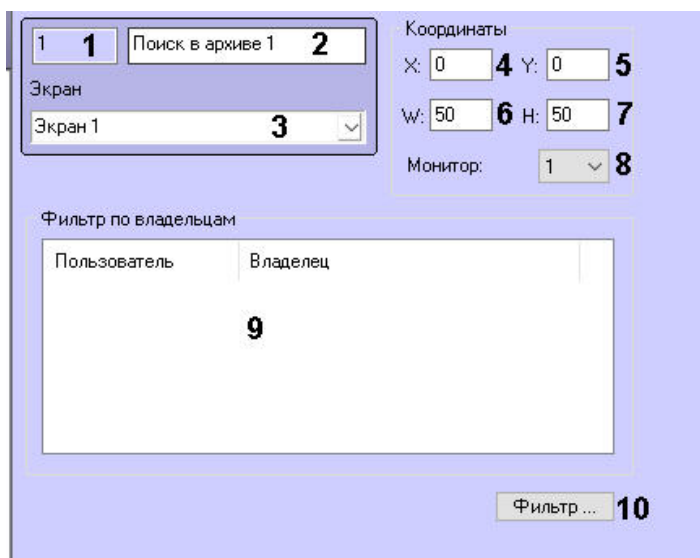 1 1 Поиск в архиве 1 2
Экран
Экран 1 3
Координаты
X: 0 4 Y: 0 5
W: 50 6 H: 50 7
Монитор: 1 8
Фильтр по владельцам
Пользователь Владелец
9
Фильтр ... 10